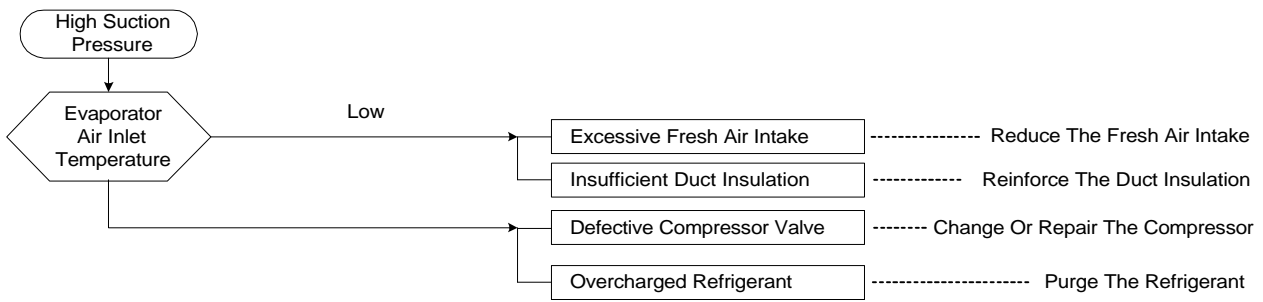 High Suction
Pressure
Evaporator
Air Inlet
Temperature
Low
Excessive Fresh Air Intake
Reduce The Fresh Air Intake
Insufficient Duct Insulation
Reinforce The Duct Insulation
Defective Compressor Valve
Change Or Repair The Compressor
Overcharged Refrigerant
Purge The Refrigerant